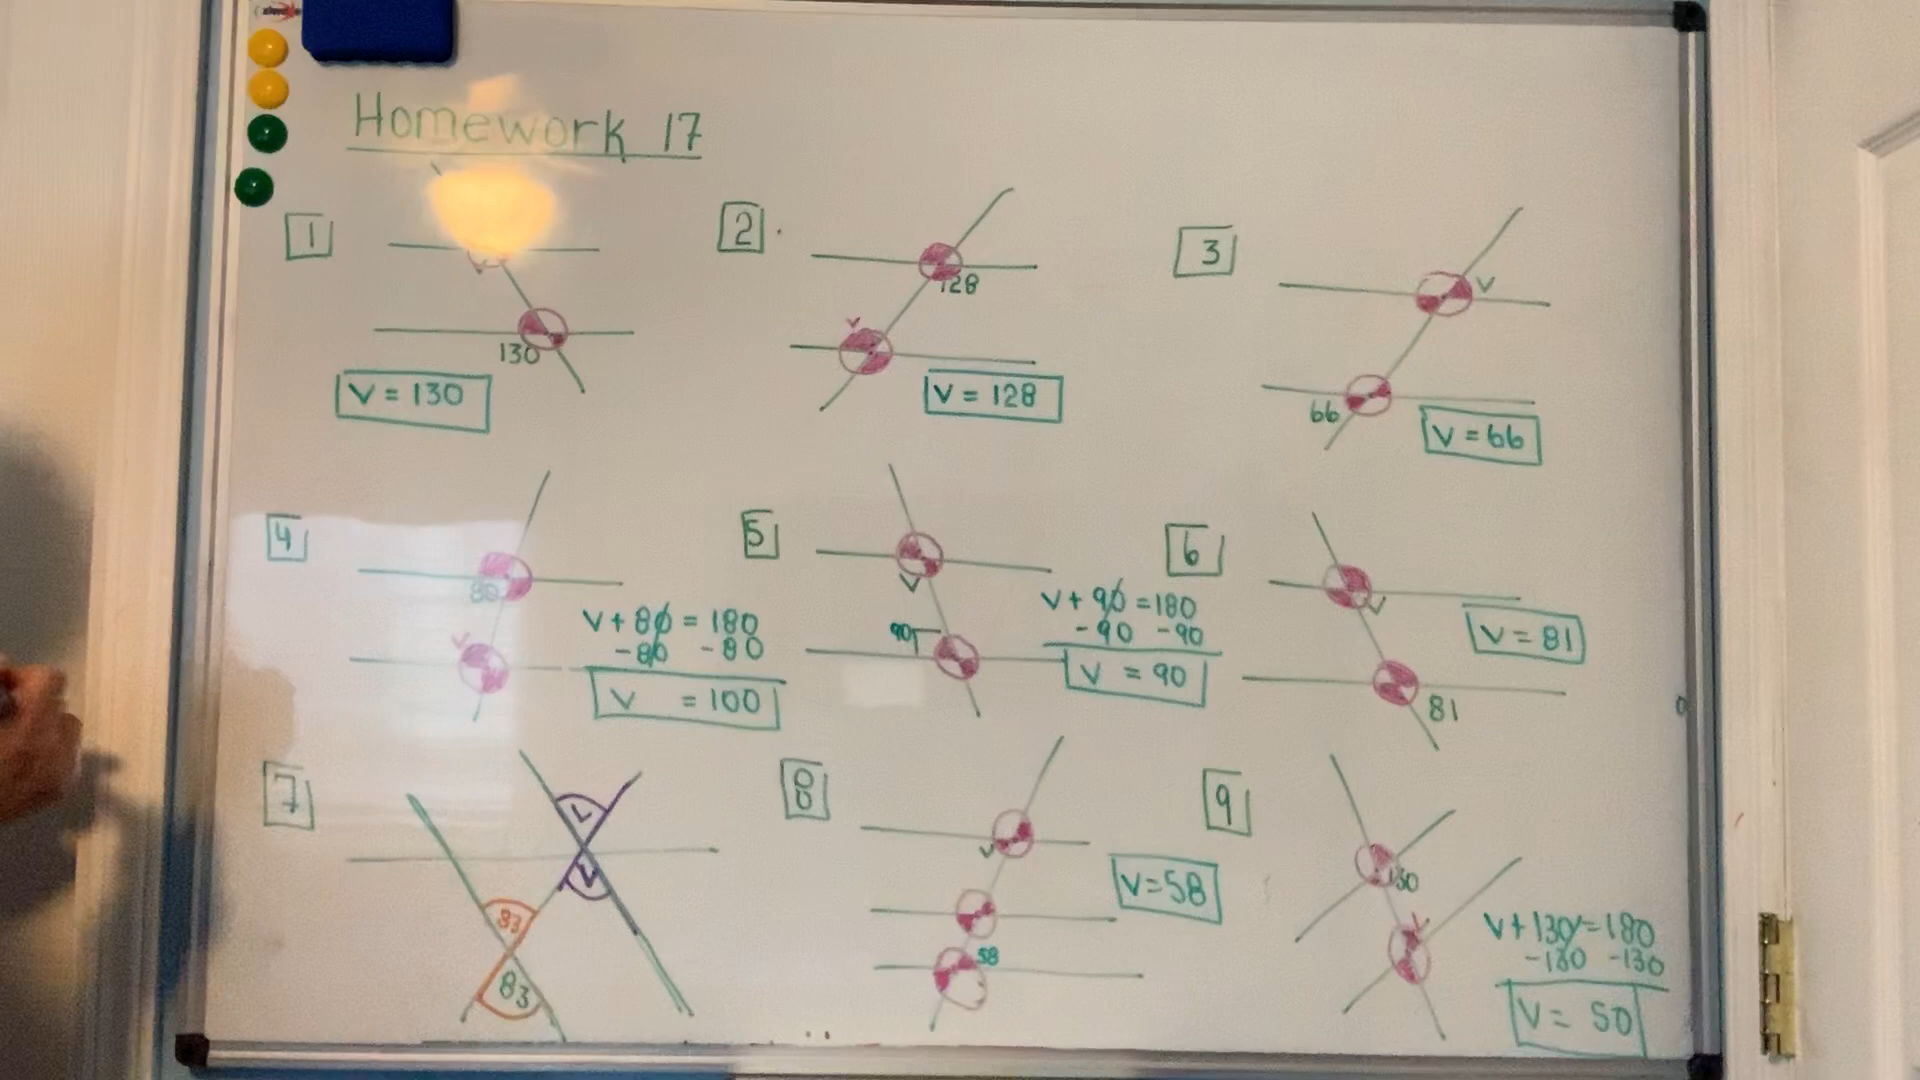 Homework 17
1
V
130
V = 130
2
128
V
V = 128
3
V
66
V = 66
4
80
V
V + 80 = 180
-80 -80
V = 100
5
V
90
V + 90 = 180
-90 -90
V = 90
6
V
81
V = 81
7
V
V
83
83
8
V
58
V=58
9
130
V
V + 130 = 180
-130 -130
V = 50